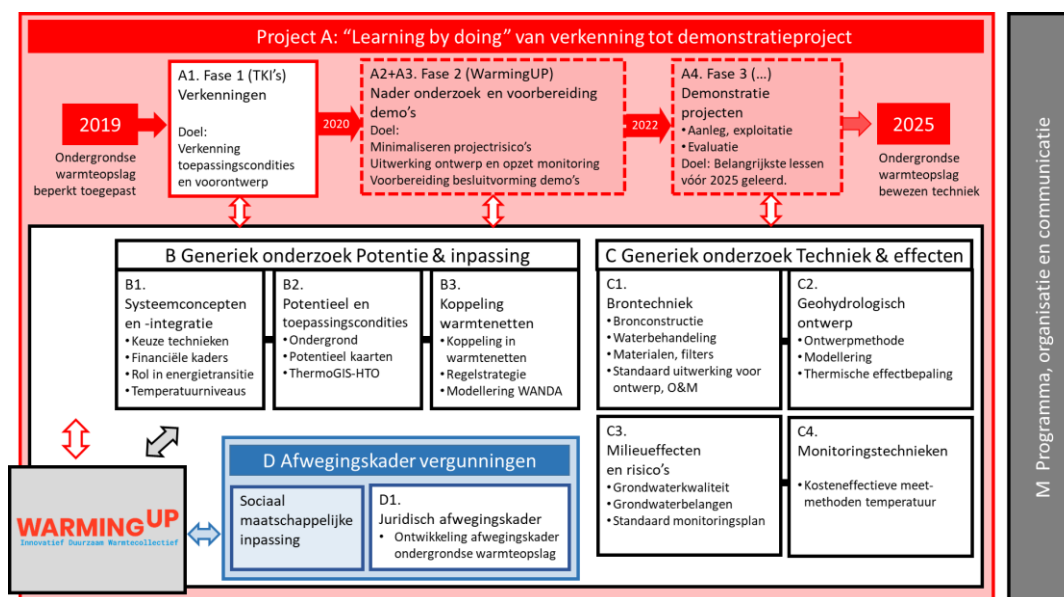 Project A: “Learning by doing” van verkenning tot demonstratieproject
2019
Ondergrondse
warmteopslag
beperkt toegepast
A1. Fase 1 (TKI’s)
Verkenningen
Doel:
Verkenning
toepassingscondities
en voorontwerp
2020
A2+A3. Fase 2 (WarmingUP)
Nader onderzoek en voorbereiding
demo’s
Doel:
Minimaliseren projectrisico’s
Uitwerking ontwerp en opzet monitoring
Voorbereiding besluitvorming demo’s
2022
A4. Fase 3 (...)
Demonstratie
projecten
• Aanleg, exploitatie
• Evaluatie
Doel: Belangrijkste lessen
vóór 2025 geleerd.
2025
Ondergrondse
warmteopslag
bewezen techniek
B Generiek onderzoek Potentie & inpassing
B1.
Systeemconcepten
en -integratie
• Keuze technieken
• Financiële kaders
• Rol in energietransitie
• Temperatuurniveaus
B2.
Potentieel en
toepassingscondities
• Ondergrond
• Potentieel kaarten
• ThermoGIS-HTO
B3.
Koppeling
warmtenetten
• Koppeling in
warmtenetten
• Regelstrategie
• Modellering WANDA
C Generiek onderzoek Techniek & effecten
C1.
Brontechniek
• Bronconstructie
• Waterbehandeling
• Materialen, filters
• Standaard uitwerking voor
ontwerp, O&M
C2.
Geohydrologisch
ontwerp
• Ontwerpmethode
• Modellering
• Thermische effectbepaling
C3.
Milieueffecten
en risico’s
• Grondwaterkwaliteit
• Grondwaterbelangen
• Standaard monitoringsplan
C4.
Monitoringstechnieken
• Kosteneffectieve meet-
methoden temperatuur
D Afwegingskader vergunningen
Sociaal
maatschappelijke
inpassing
D1.
Juridisch afwegingskader
• Ontwikkeling afwegingskader
ondergrondse warmteopslag
WARMINGUP
Innovatief Duurzaam Warmtecollectief
M Programma, organisatie en communicatie